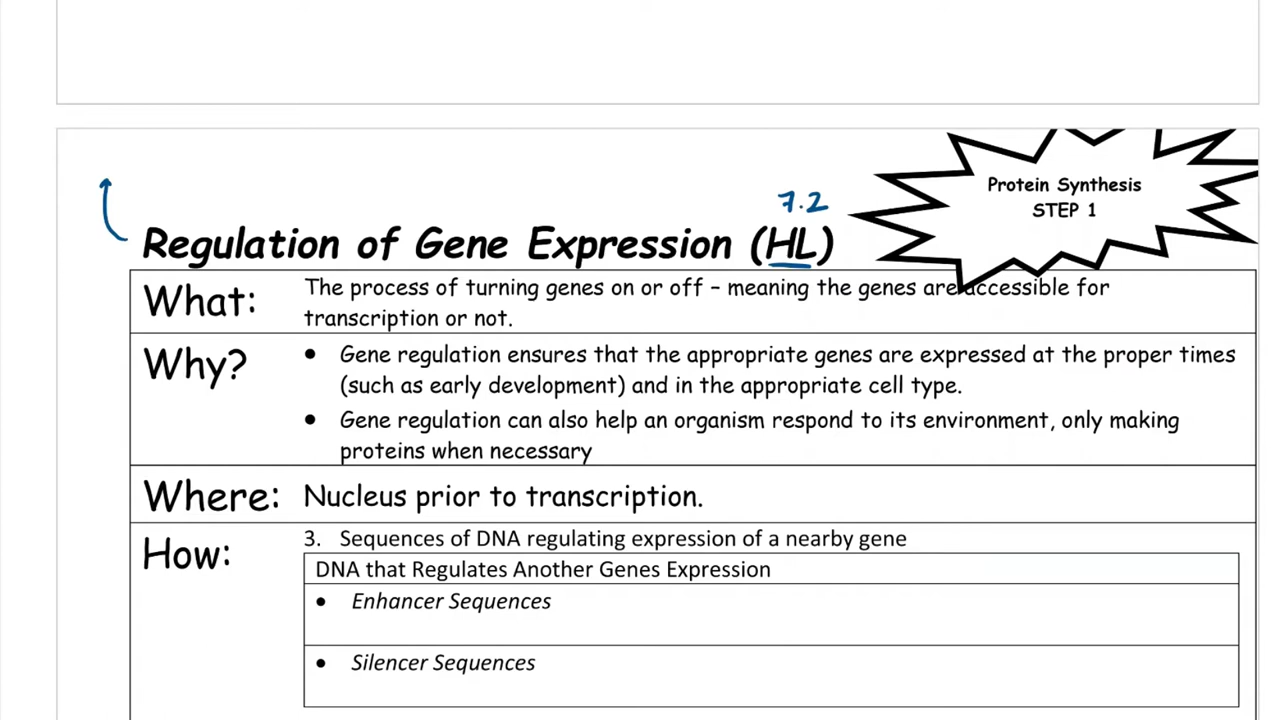 Protein Synthesis
STEP 1
7.2
Regulation of Gene Expression (HL)
What:
The process of turning genes on or off – meaning the genes are accessible for
transcription or not.
Why?
• Gene regulation ensures that the appropriate genes are expressed at the proper times
(such as early development) and in the appropriate cell type.
• Gene regulation can also help an organism respond to its environment, only making
proteins when necessary
Where:
Nucleus prior to transcription.
How:
3. Sequences of DNA regulating expression of a nearby gene
DNA that Regulates Another Genes Expression
• Enhancer Sequences
• Silencer Sequences